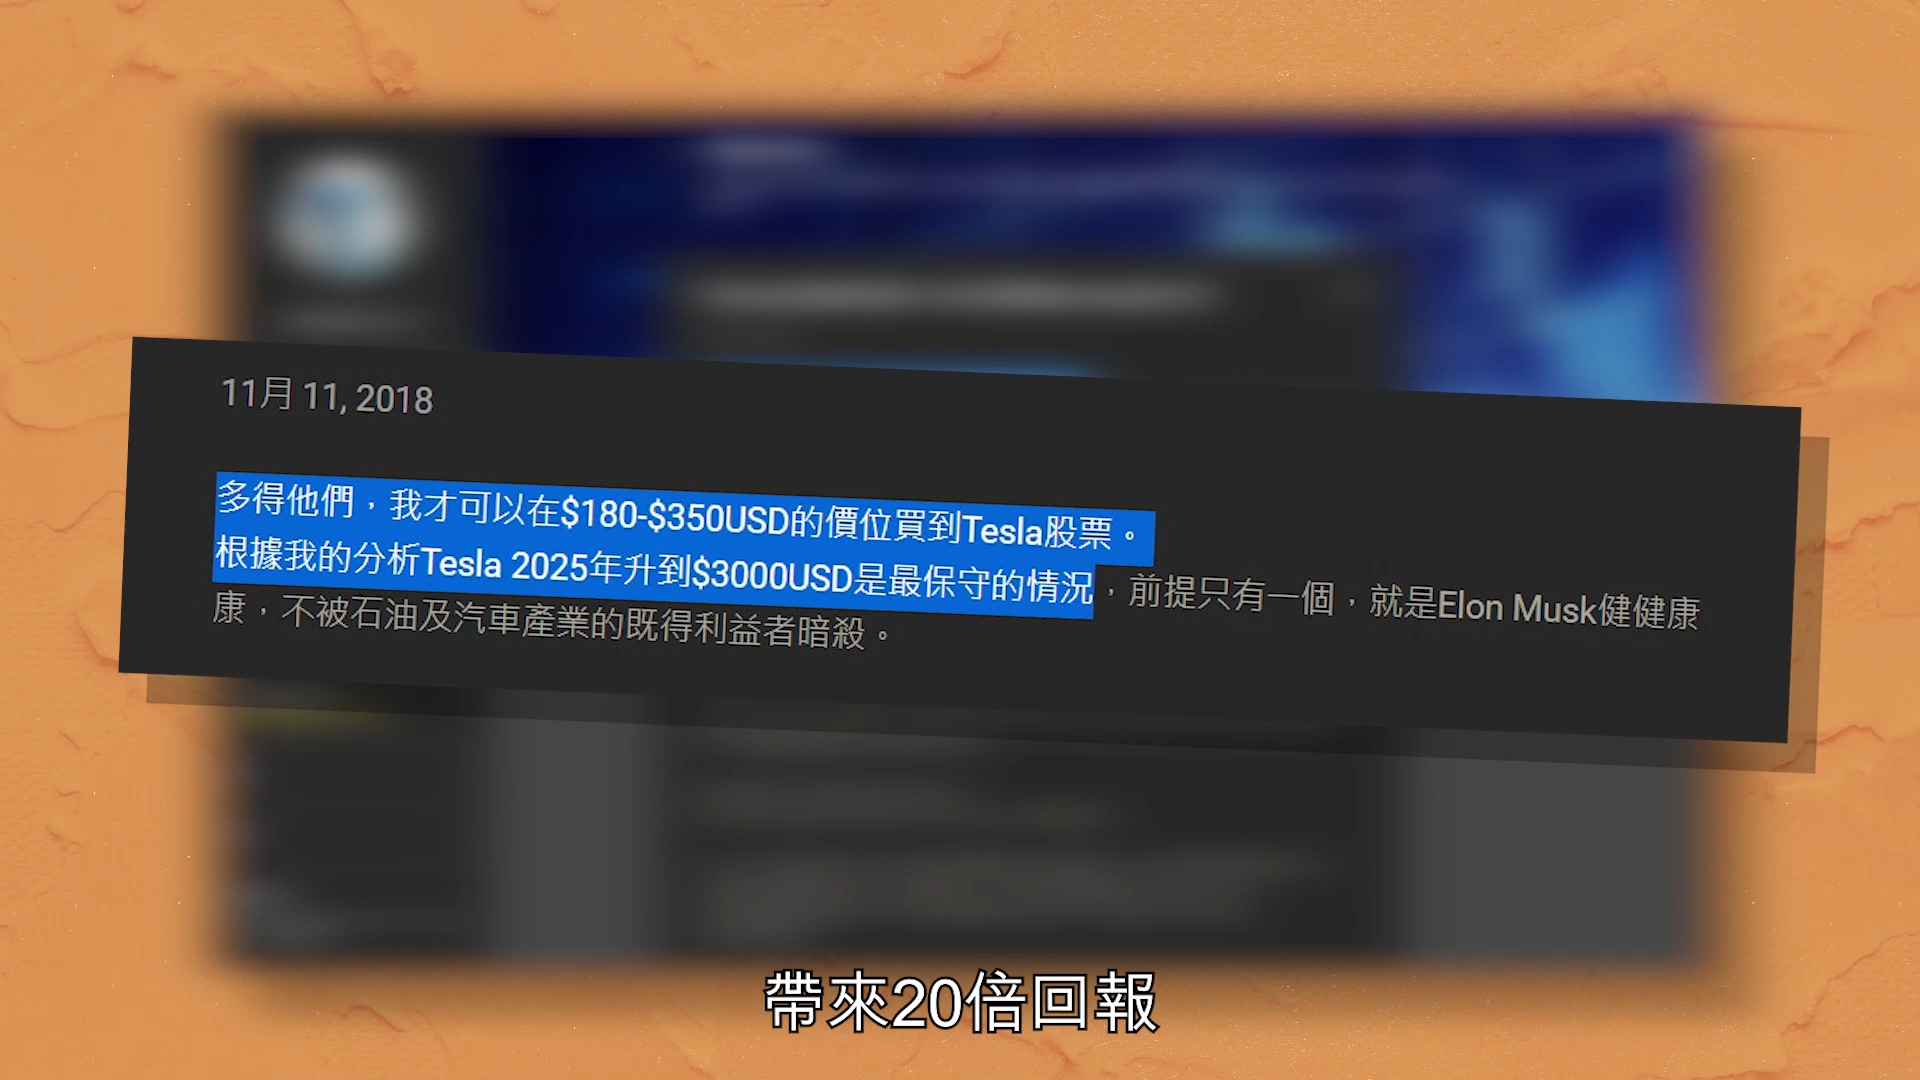 11月 11, 2018
多得他們，我才可以在$180-$350USD的價位買到Tesla股票。
根據我的分析Tesla 2025年升到$3000USD是最保守的情況，前提只有一個，就是Elon Musk健健康
康，不被石油及汽車產業的既得利益者暗殺。
帶來20倍回報